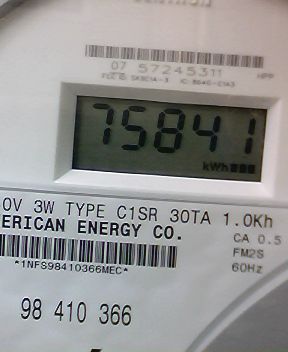 07 57245311 HPP
75841
kWh
0V 3W TYPE C1SR 30TA 1.0Kh
ERICAN ENERGY CO. CA 0.5
FM2S
*1NFS98410366MEC* 60Hz
98 410 366